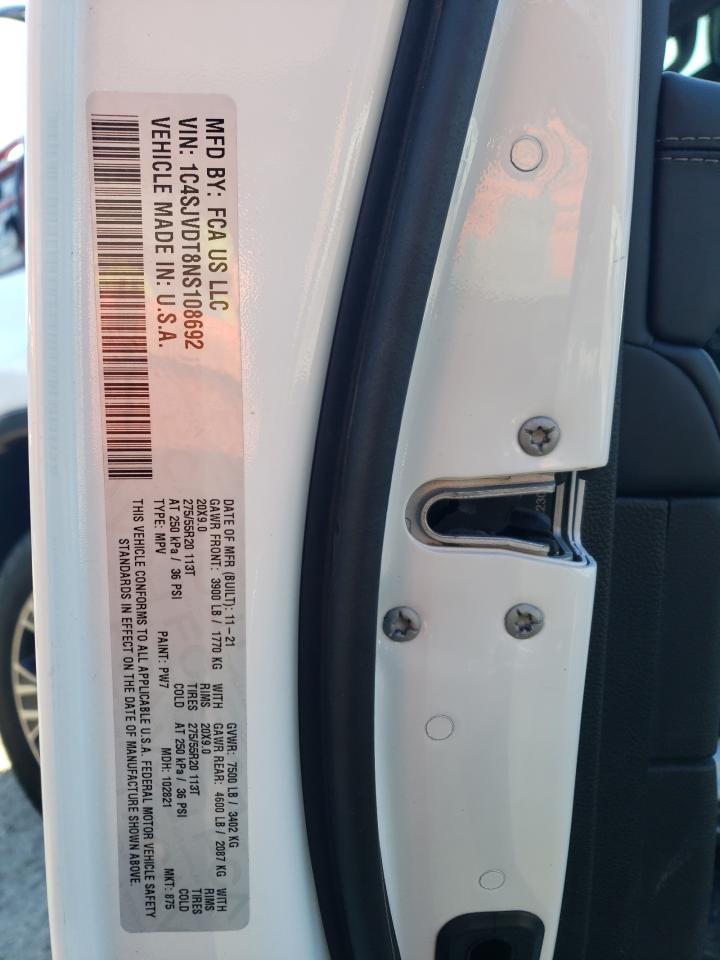 MFD BY: FCA US LLC
VIN: 1C4SJVDT8NS108692
VEHICLE MADE IN: U.S.A.
DATE OF MFR (BUILT): 11-21 GVWR: 7500 LB / 3402 KG
GAWR FRONT: 3900 LB / 1770 KG WITH GAWR REAR: 4600 LB / 2087 KG WITH
20X9.0 RIMS 20X9.0 RIMS
275/55R20 113T TIRES 275/55R20 113T TIRES
AT 250 kPa / 36 PSI COLD AT 250 kPa / 36 PSI COLD
TYPE: MPV PAINT: PW7 MDH: 102821 MKT: 875
THIS VEHICLE CONFORMS TO ALL APPLICABLE U.S.A. FEDERAL MOTOR VEHICLE SAFETY
STANDARDS IN EFFECT ON THE DATE OF MANUFACTURE SHOWN ABOVE.